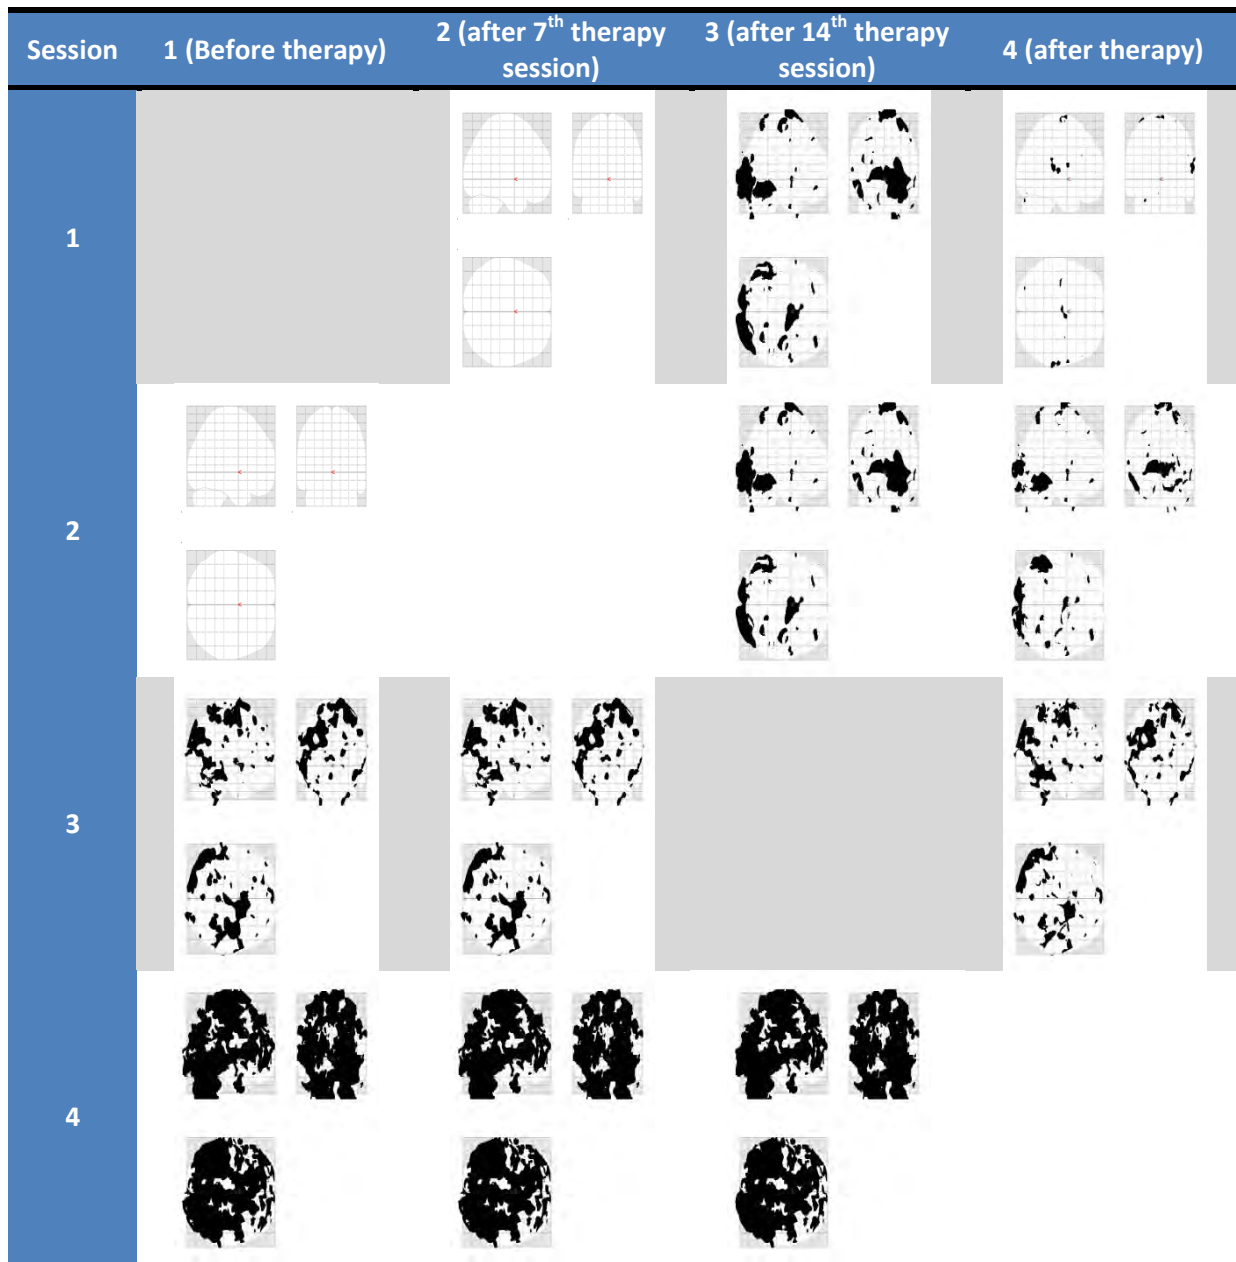 Session
1 (Before therapy)
2 (after 7th therapy
session)
3 (after 14th therapy
session)
4 (after therapy)
1
2
3
4